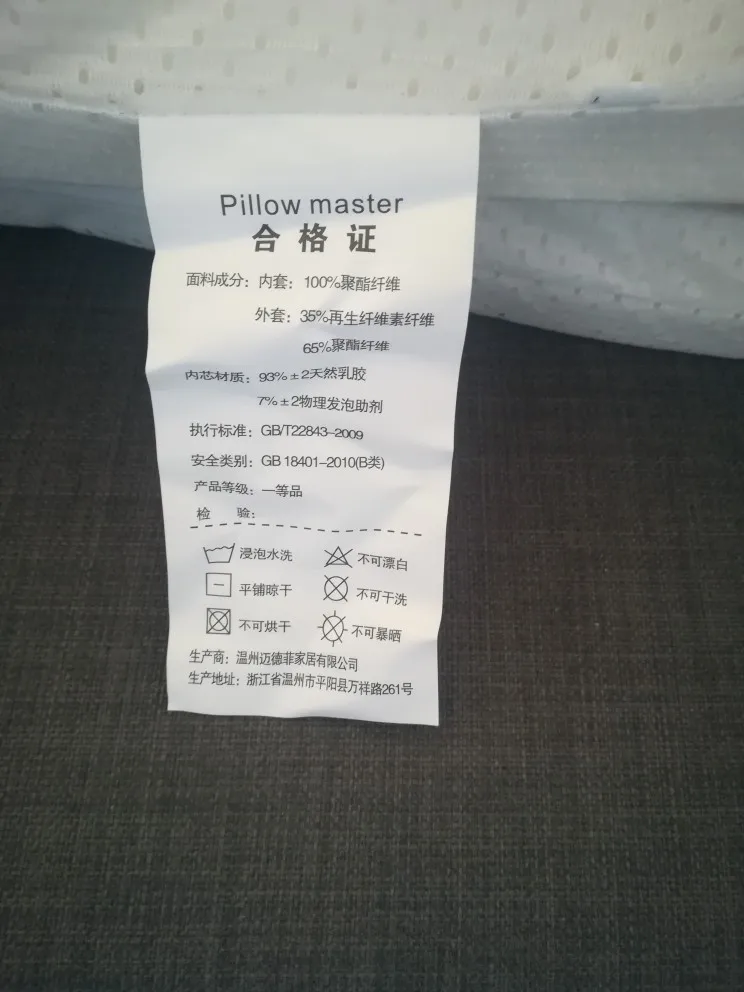 Pillow master
合格证
面料成分：内套：100%聚酯纤维
外套：35%再生纤维素纤维
65%聚酯纤维
内芯材质：93%±2天然乳胶
7%±2物理发泡助剂
执行标准：GB/T22843-2009
安全类别：GB 18401-2010(B类)
产品等级：一等品
检 验：
浸泡水洗 不可漂白
平铺晾干 不可干洗
不可烘干 不可暴晒
生产商：温州迈德菲家居有限公司
生产地址：浙江省温州市平阳县万祥路261号